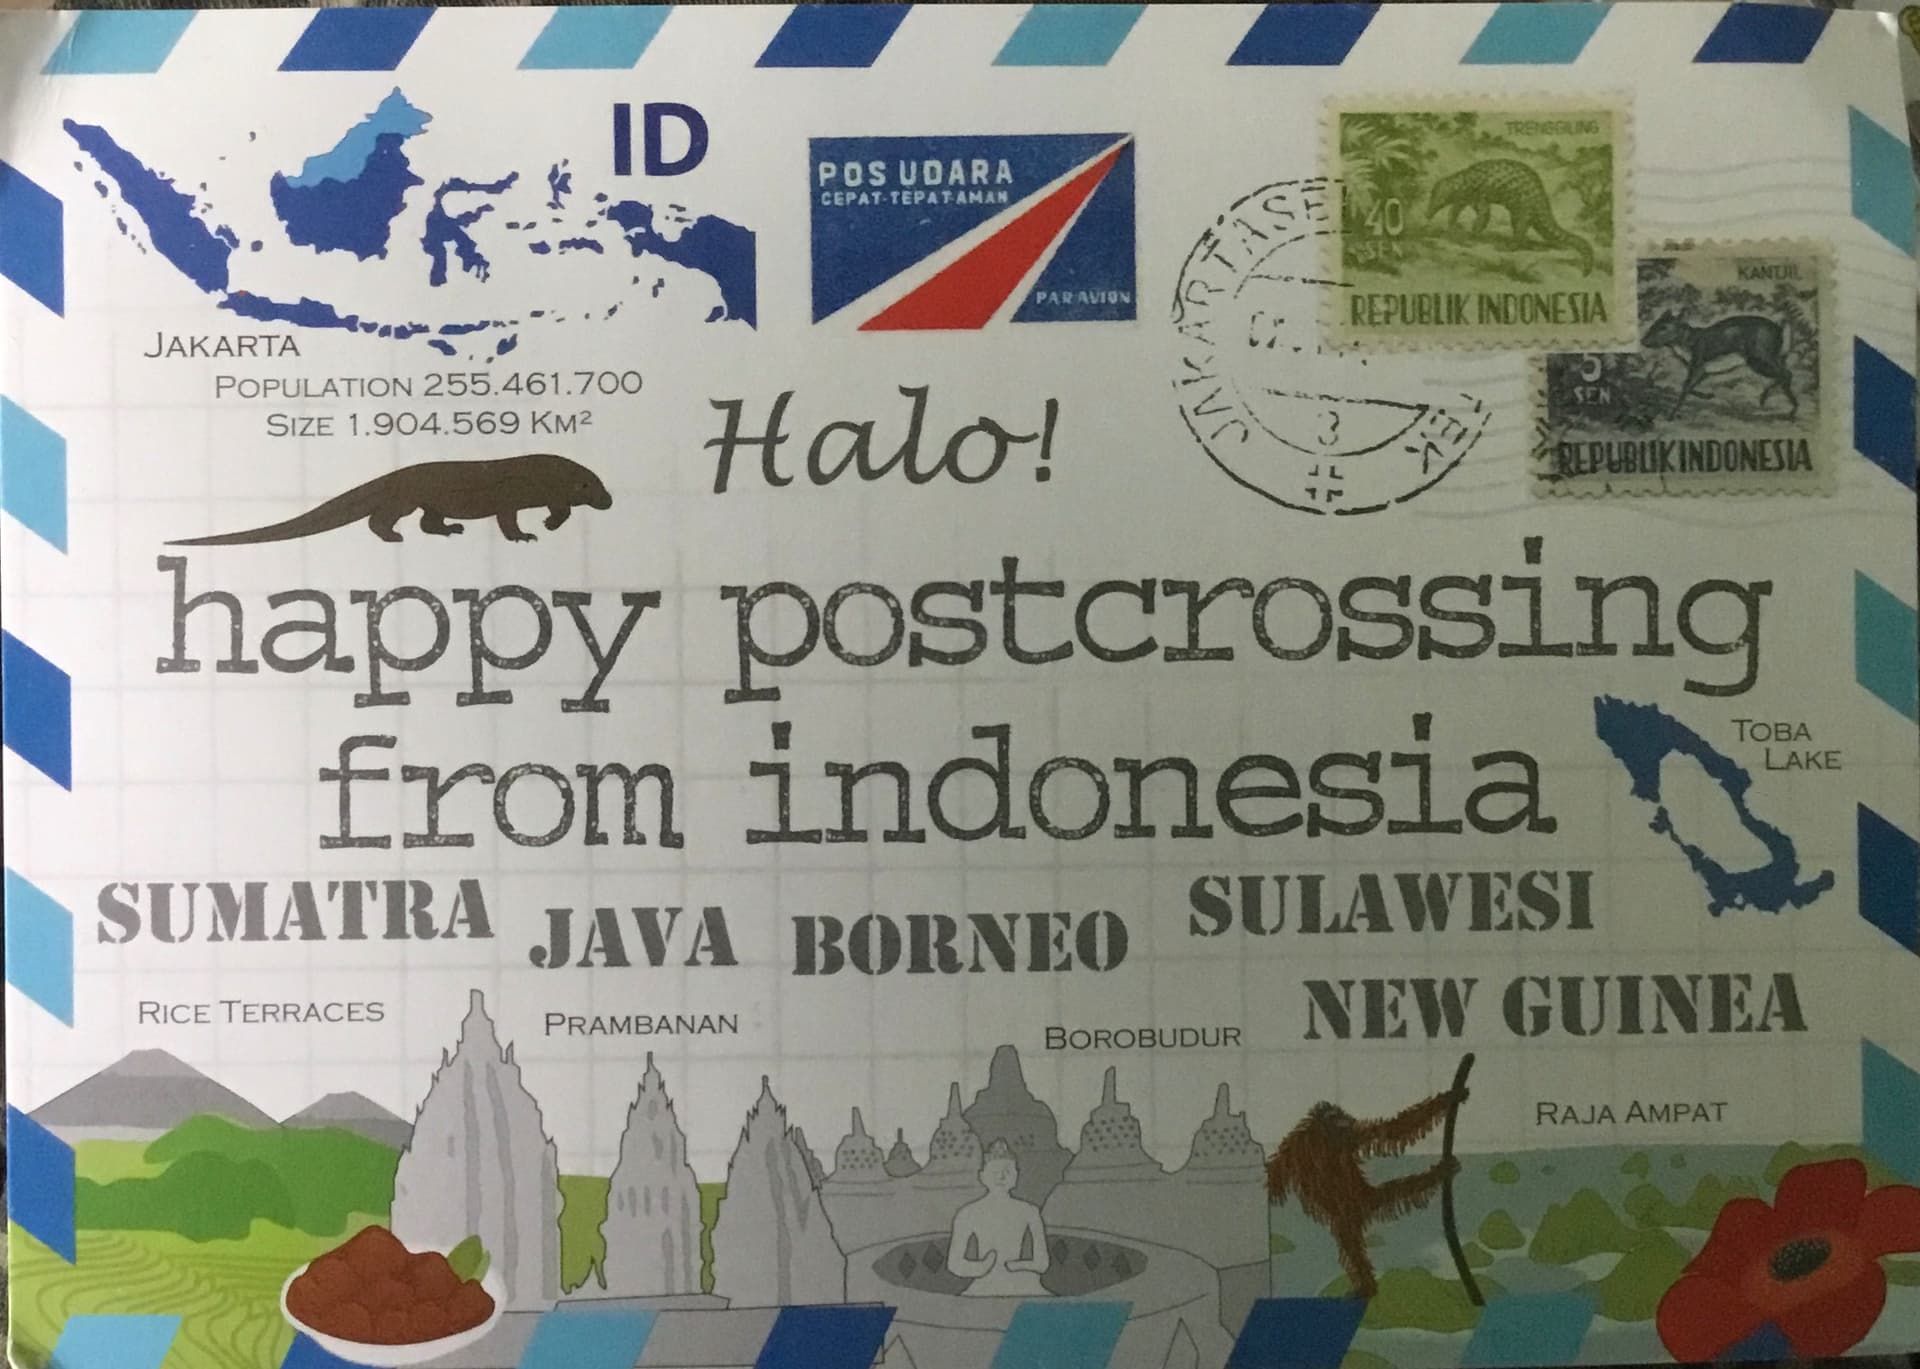 ID
POS UDARA
CEPAT-TEPAT-AMAN
PAR AVION
TRENGGILING
40
SEN
REPUBLIK INDONESIA
KANTJIL
5
SEN
REPUBLIK INDONESIA
JAKARTA
POPULATION 255.461.700
SIZE 1.904.569 KM²
Halo!
happy postcrossing
from indonesia
TOBA
LAKE
SUMATRA
JAVA
BORNEO
SULAWESI
NEW GUINEA
RICE TERRACES
PRAMBANAN
BOROBUDUR
RAJA AMPAT